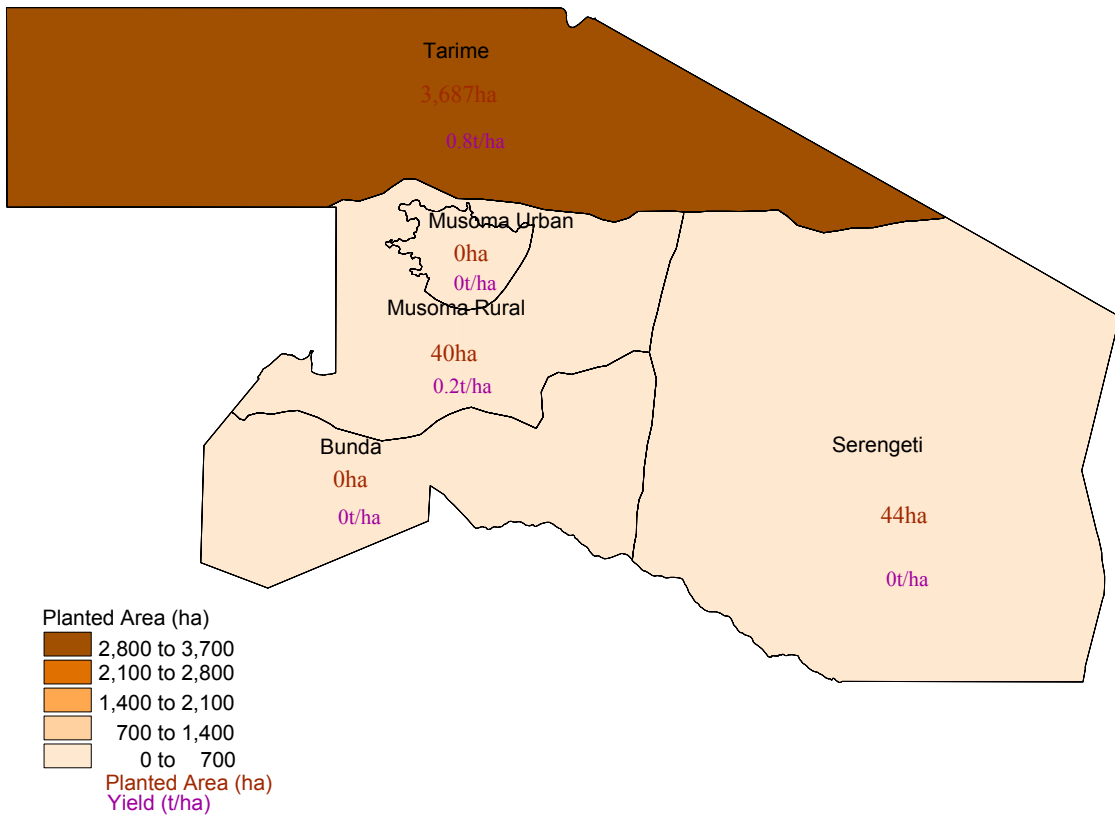 Tarime
3,687ha
0.8t/ha
Musoma Urban
0ha
0t/ha
Musoma Rural
40ha
0.2t/ha
Bunda
0ha
0t/ha
Serengeti
44ha
0t/ha
Planted Area (ha)
2,800 to 3,700
2,100 to 2,800
1,400 to 2,100
700 to 1,400
0 to 700
Planted Area (ha)
Yield (t/ha)